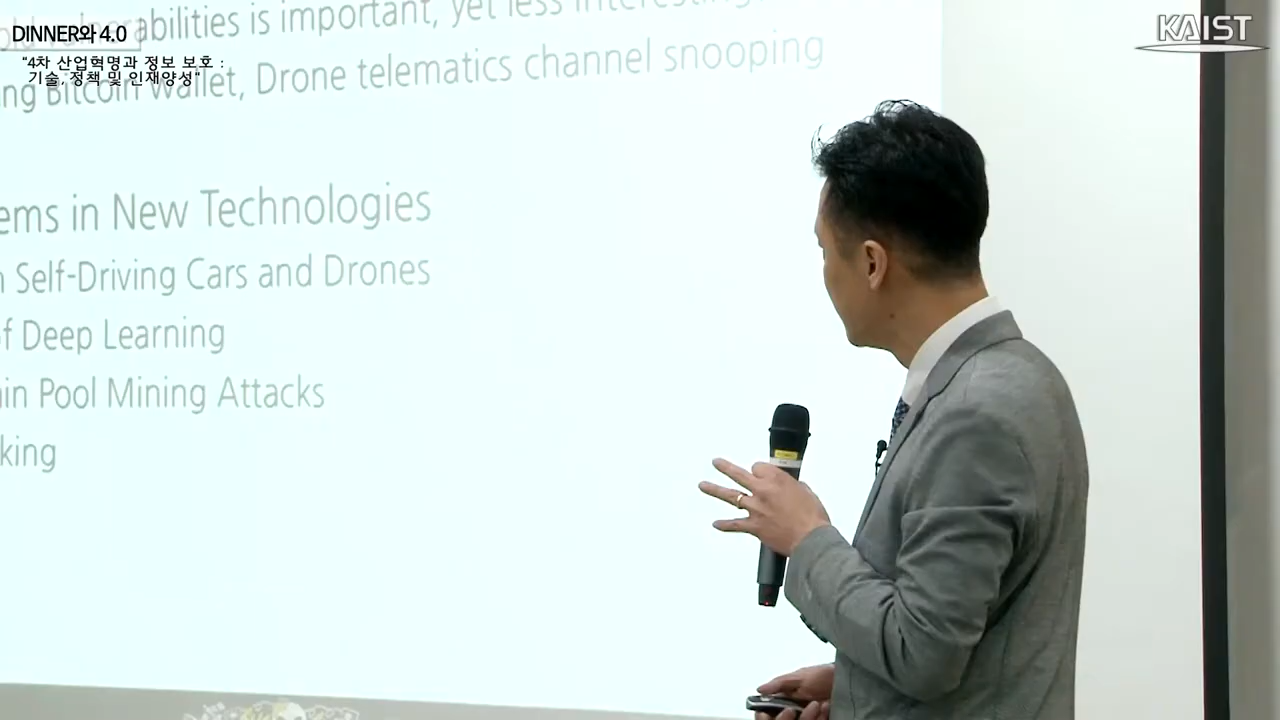 DINNER와 4.0
"4차 산업혁명과 정보 보호 :
기술, 정책 및 인재양성"
KAIST
abilities is important, yet less interesting
ng Bitcoin wallet, Drone telematics channel snooping
ems in New Technologies
n Self-Driving Cars and Drones
of Deep Learning
ain Pool Mining Attacks
king